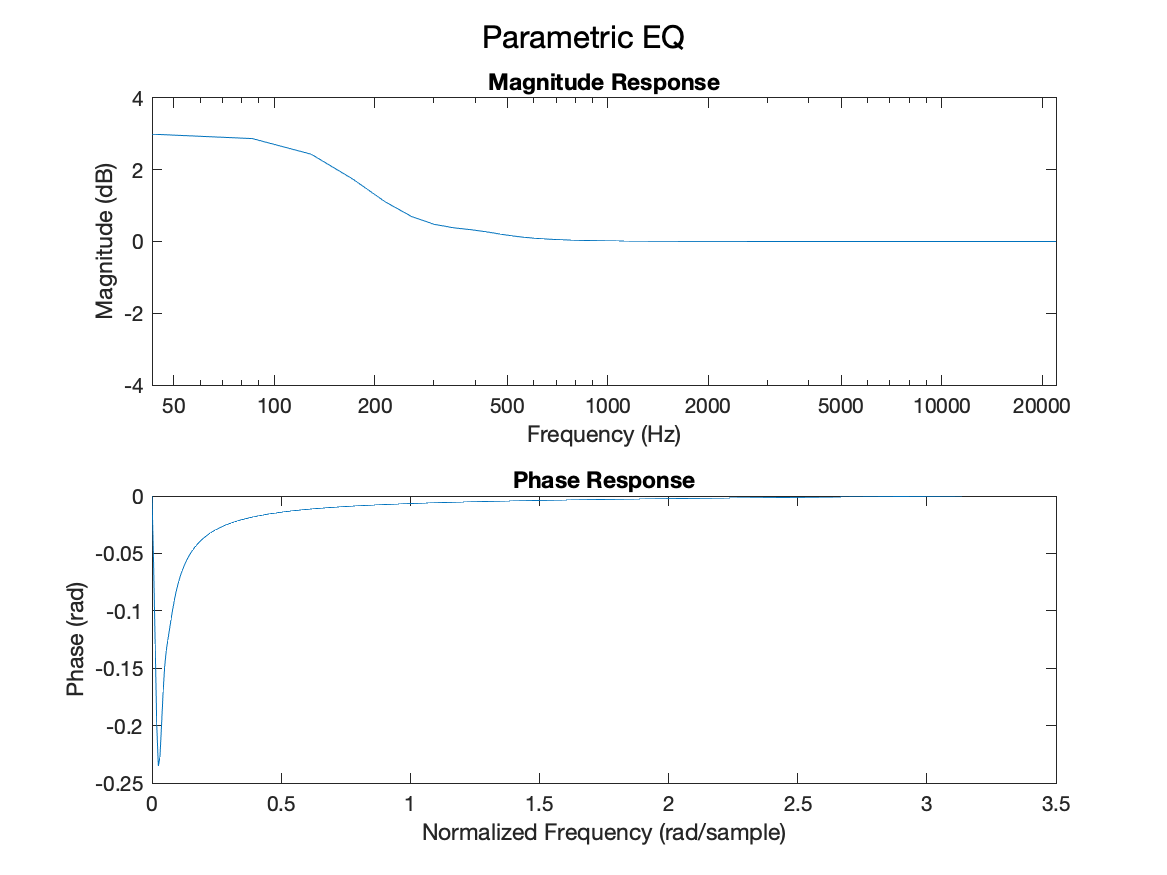 Parametric EQ
Magnitude Response
4
2
0
-2
-4
Magnitude (dB)
50 100 200 500 1000 2000 5000 10000 20000
Frequency (Hz)
Phase Response
0
-0.05
-0.1
-0.15
-0.2
-0.25
Phase (rad)
0 0.5 1 1.5 2 2.5 3 3.5
Normalized Frequency (rad/sample)